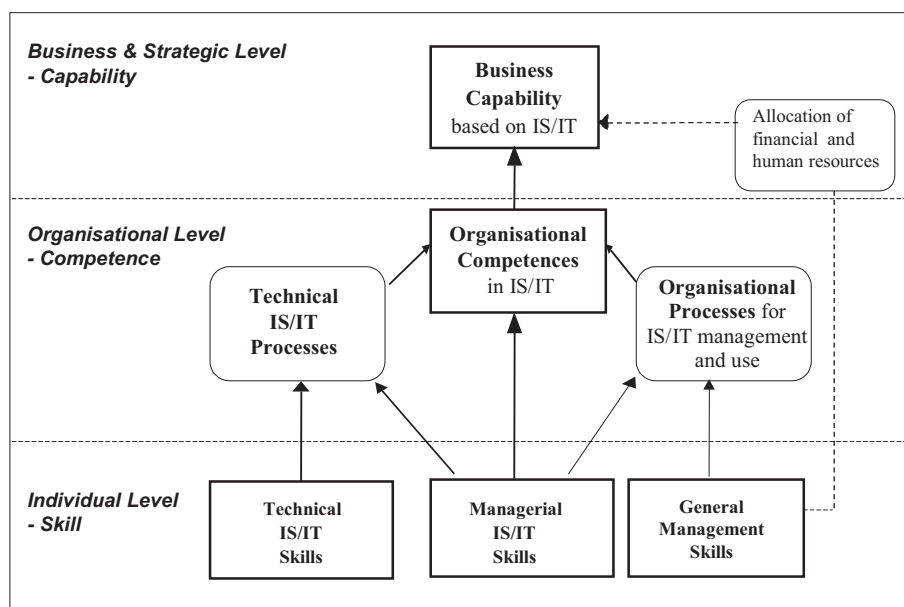 Business & Strategic Level
- Capability
Business
Capability
based on IS/IT
Allocation of
financial and
human resources
Organisational Level
- Competence
Technical
IS/IT
Processes
Organisational
Competences
in IS/IT
Organisational
Processes for
IS/IT management
and use
Individual Level
- Skill
Technical
IS/IT
Skills
Managerial
IS/IT
Skills
General
Management
Skills